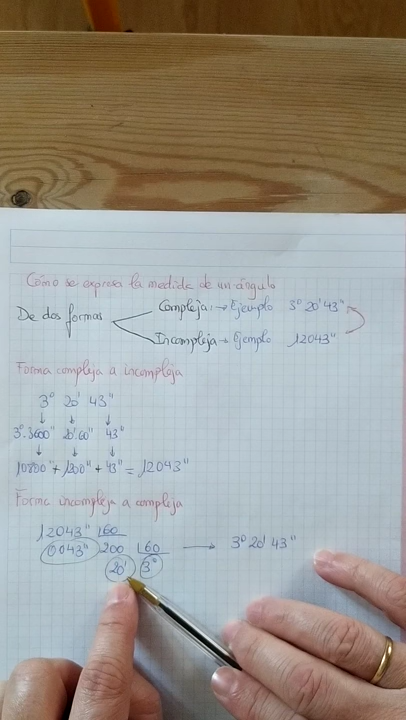 Cómo se expresa la medida de un ángulo
De dos formas
Compleja: → Ejemplo 3° 20' 43"
Incompleja → Ejemplo 12043"
Forma compleja a incompleja
3° 20' 43"
↓ ↓ ↓
3°·3600" 20'·60" 43"
↓ ↓ ↓
10800" + 1200" + 43" = 12043"
Forma incompleja a compleja
12043" 60
0043" 200 60 → 3° 20' 43"
20' 3°